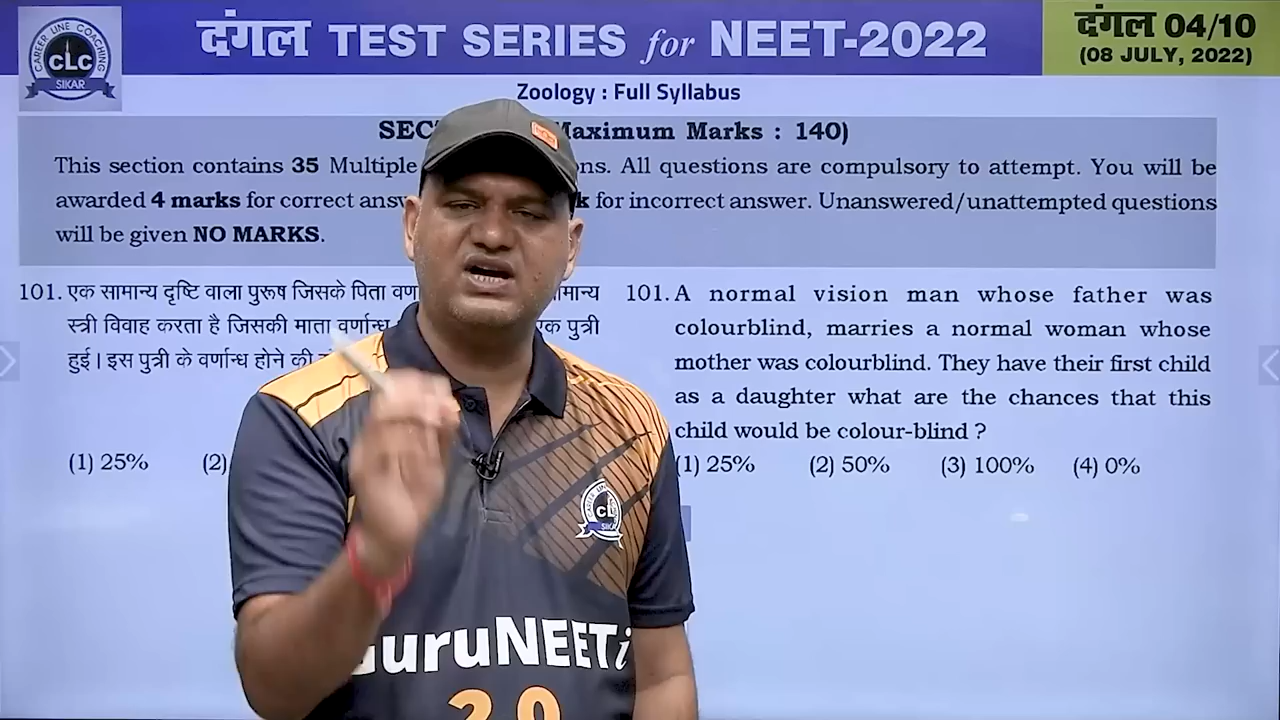 दंगल TEST SERIES for NEET-2022
दंगल 04/10
(08 JULY, 2022)
CAREER LINE COACHING
CLC
SIKAR
Zoology : Full Syllabus
Maximum Marks : 140)
This section contains 35 Multiple All questions are compulsory to attempt. You will be
awarded 4 marks for correct for incorrect answer. Unanswered/unattempted questions
will be given NO MARKS.
101. एक सामान्य दृष्टि वाला पुरूष जिसके पिता
स्त्री विवाह करता है जिसकी माता वर्णान्ध एक पुत्री
हुई। इस पुत्री के वर्णान्ध होने की
(1) 25% (2)
101. A normal vision man whose father was
colourblind, marries a normal woman whose
mother was colourblind. They have their first child
as a daughter what are the chances that this
child would be colour-blind ?
(1) 25% (2) 50% (3) 100% (4) 0%
CLC
GuruNEETi
2.0